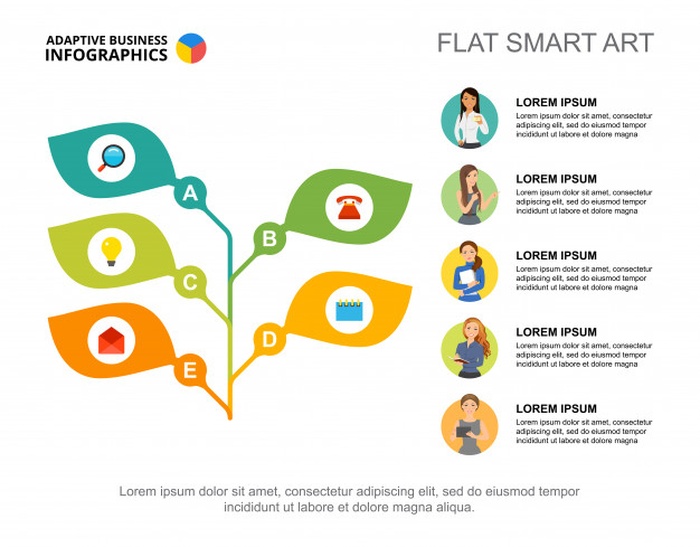 ADAPTIVE BUSINESS
INFOGRAPHICS
FLAT SMART ART
A
B
C
D
E
LOREM IPSUM
Lorem ipsum dolor sit amet, consectetur
adipiscing elit, sed do eiusmod tempor
incididunt ut labore et dolore magna
LOREM IPSUM
Lorem ipsum dolor sit amet, consectetur
adipiscing elit, sed do eiusmod tempor
incididunt ut labore et dolore magna
LOREM IPSUM
Lorem ipsum dolor sit amet, consectetur
adipiscing elit, sed do eiusmod tempor
incididunt ut labore et dolore magna
LOREM IPSUM
Lorem ipsum dolor sit amet, consectetur
adipiscing elit, sed do eiusmod tempor
incididunt ut labore et dolore magna
LOREM IPSUM
Lorem ipsum dolor sit amet, consectetur
adipiscing elit, sed do eiusmod tempor
incididunt ut labore et dolore magna
Lorem ipsum dolor sit amet, consectetur adipiscing elit, sed do eiusmod tempor
incididunt ut labore et dolore magna aliqua.